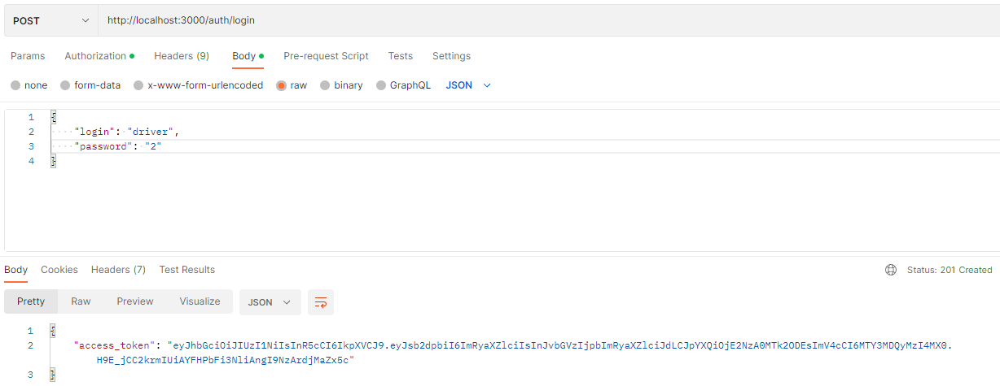 POST http://localhost:3000/auth/login
Params Authorization Headers (9) Body Pre-request Script Tests Settings
none form-data x-www-form-urlencoded raw binary GraphQL JSON
1 {
2 "login": "driver",
3 "password": "2"
4 }
Body Cookies Headers (7) Test Results Status: 201 Created
Pretty Raw Preview Visualize JSON
1 {
2 "access_token": "eyJhbGciOiJIUzI1NiIsInR5cCI6IkpXVCJ9.eyJsb2dpbiI6ImRyaXZlciIsInJvbGVzIjpbImRyaXZlciJdLCJpYXQiOjE2NzA0MTk2ODEsImV4cCI6MTY3MDQyMzI4MX0.
H9E_jCC2krmIUiAYFHPbFi3NliAngI9NzArdjMaZx5c"
3 }